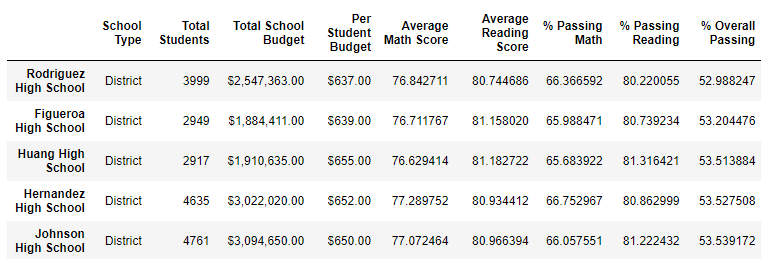 School Type Total Students Total School Budget Per Student Budget Average Math Score Average Reading Score % Passing Math % Passing Reading % Overall Passing
Rodriguez High School District 3999 $2,547,363.00 $637.00 76.842711 80.744686 66.366592 80.220055 52.988247
Figueroa High School District 2949 $1,884,411.00 $639.00 76.711767 81.158020 65.988471 80.739234 53.204476
Huang High School District 2917 $1,910,635.00 $655.00 76.629414 81.182722 65.683922 81.316421 53.513884
Hernandez High School District 4635 $3,022,020.00 $652.00 77.289752 80.934412 66.752967 80.862999 53.527508
Johnson High School District 4761 $3,094,650.00 $650.00 77.072464 80.966394 66.057551 81.222432 53.539172